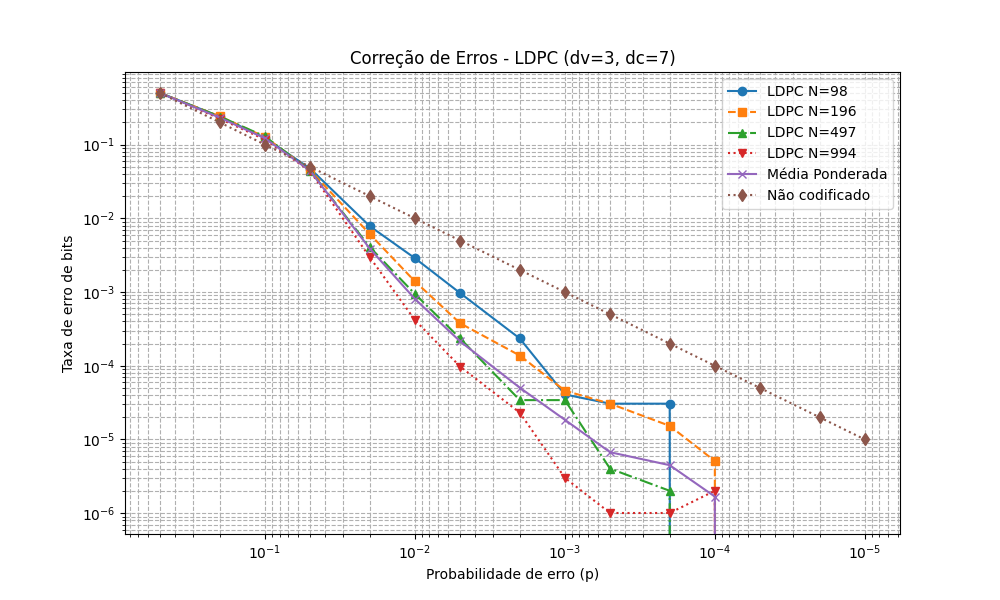 Correção de Erros - LDPC (dv=3, dc=7)
LDPC N=98
LDPC N=196
LDPC N=497
LDPC N=994
Média Ponderada
Não codificado
Taxa de erro de bits
10⁻¹
10⁻²
10⁻³
10⁻⁴
10⁻⁵
10⁻⁶
10⁻¹ 10⁻² 10⁻³ 10⁻⁴ 10⁻⁵
Probabilidade de erro (p)